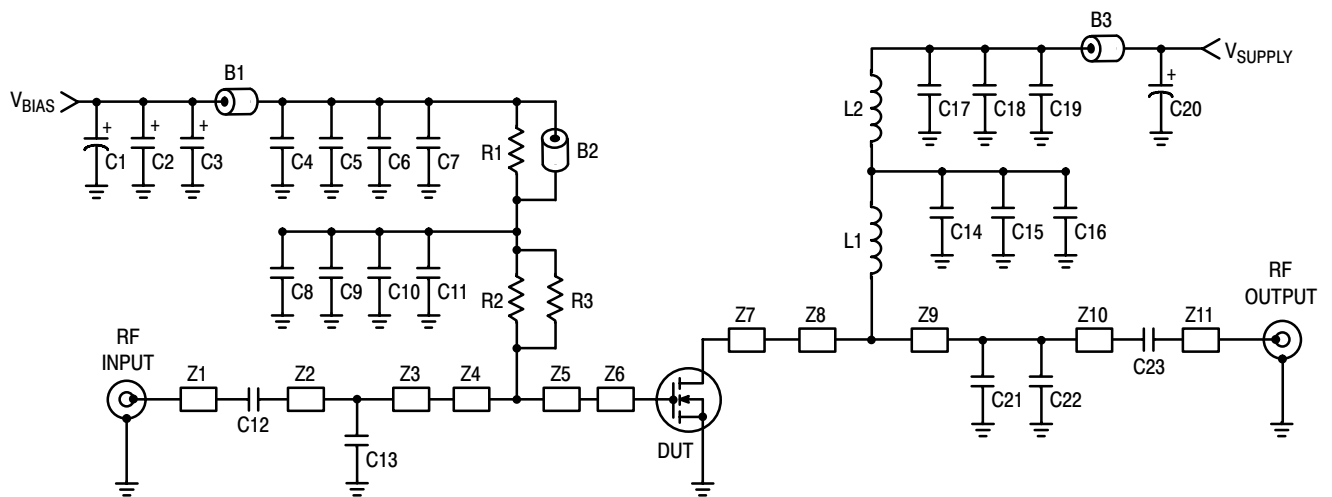 B3
V_SUPPLY
B1
V_BIAS
L2
C17 C18 C19 C20
C1 C2 C3 C4 C5 C6 C7 R1 B2
L1
C14 C15 C16
C8 C9 C10 C11 R2 R3
RF
OUTPUT
RF
INPUT
Z7 Z8 Z9 Z10 Z11
C23
Z1 Z2 Z3 Z4 Z5 Z6
C21 C22
C12
C13
DUT